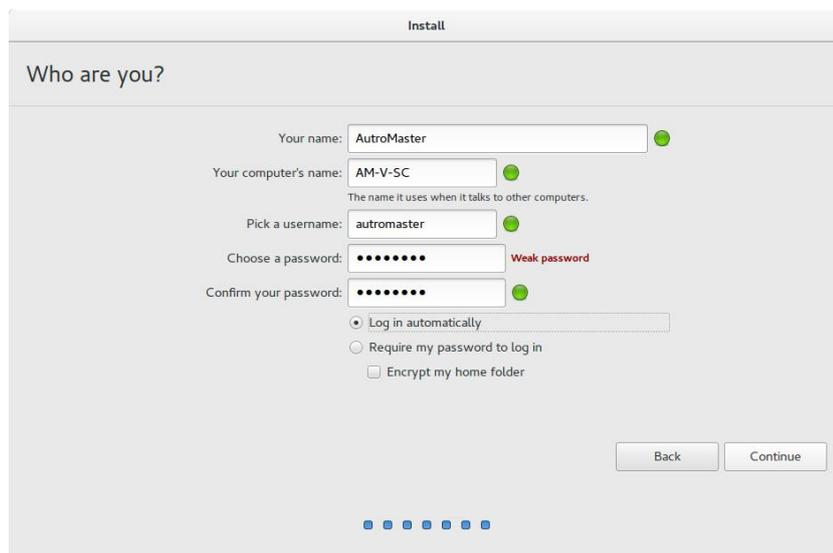 Install
Who are you?
Your name: AutroMaster
Your computer's name: AM-V-SC
The name it uses when it talks to other computers.
Pick a username: autromaster
Choose a password: ●●●●●●●● Weak password
Confirm your password: ●●●●●●●●
Log in automatically
Require my password to log in
Encrypt my home folder
Back Continue